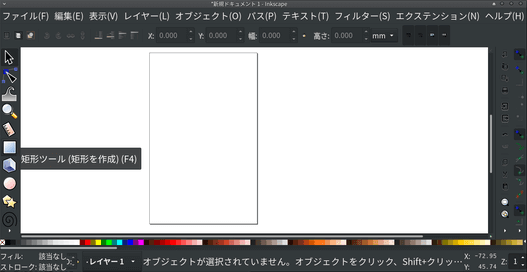 *新規ドキュメント 1 - Inkscape
ファイル(F) 編集(E) 表示(V) レイヤー(L) オブジェクト(O) パス(P) テキスト(T) フィルター(S) エクステンション(N) ヘルプ(H)
X: 0.000 Y: 0.000 幅: 0.000 高さ: 0.000 mm
矩形ツール (矩形を作成) (F4)
フィル: 該当なし
ストローク: 該当なし
レイヤー 1
オブジェクトが選択されていません。オブジェクトをクリック、Shift+クリッ…
X: -72.95
Y: 45.74
Z: 1